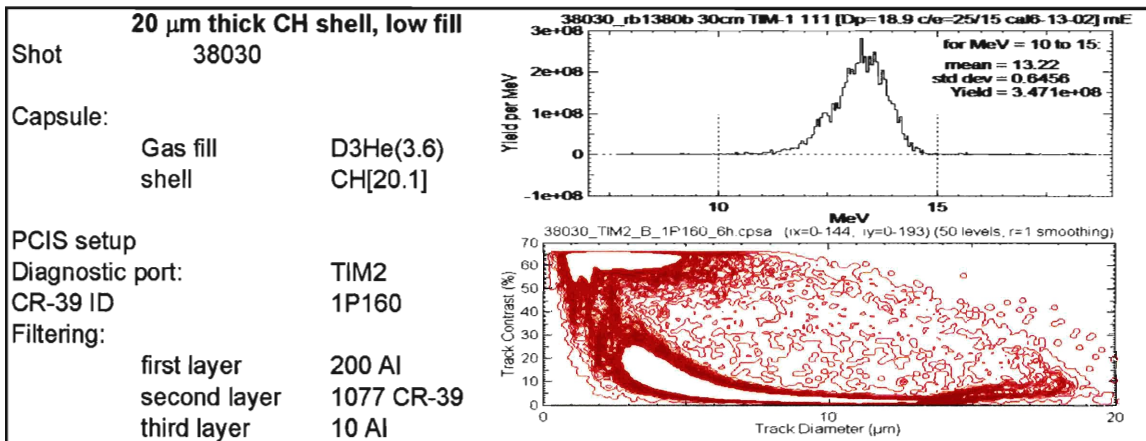 20 µm thick CH shell, low fill
Shot 38030
Capsule:
Gas fill D3He(3.6)
shell CH[20.1]
PCIS setup
Diagnostic port: TIM2
CR-39 ID 1P160
Filtering:
first layer 200 Al
second layer 1077 CR-39
third layer 10 Al
38030_rb1380b 30cm TIM-1 111 [Dp=18.9 c/e=25/15 cal6-13-02] mE
3e+08
2e+08
1e+08
0
-1e+08
Yield per MeV
for MeV = 10 to 15:
mean = 13.22
std dev = 0.6456
Yield = 3.471e+08
10
15
MeV
38030_TIM2_B_1P160_6h.cpsa (ix=0-144, iy=0-193) (50 levels, r=1 smoothing)
70
60
50
40
30
20
10
0
Track Contrast (%)
0
10
20
Track Diameter (µm)